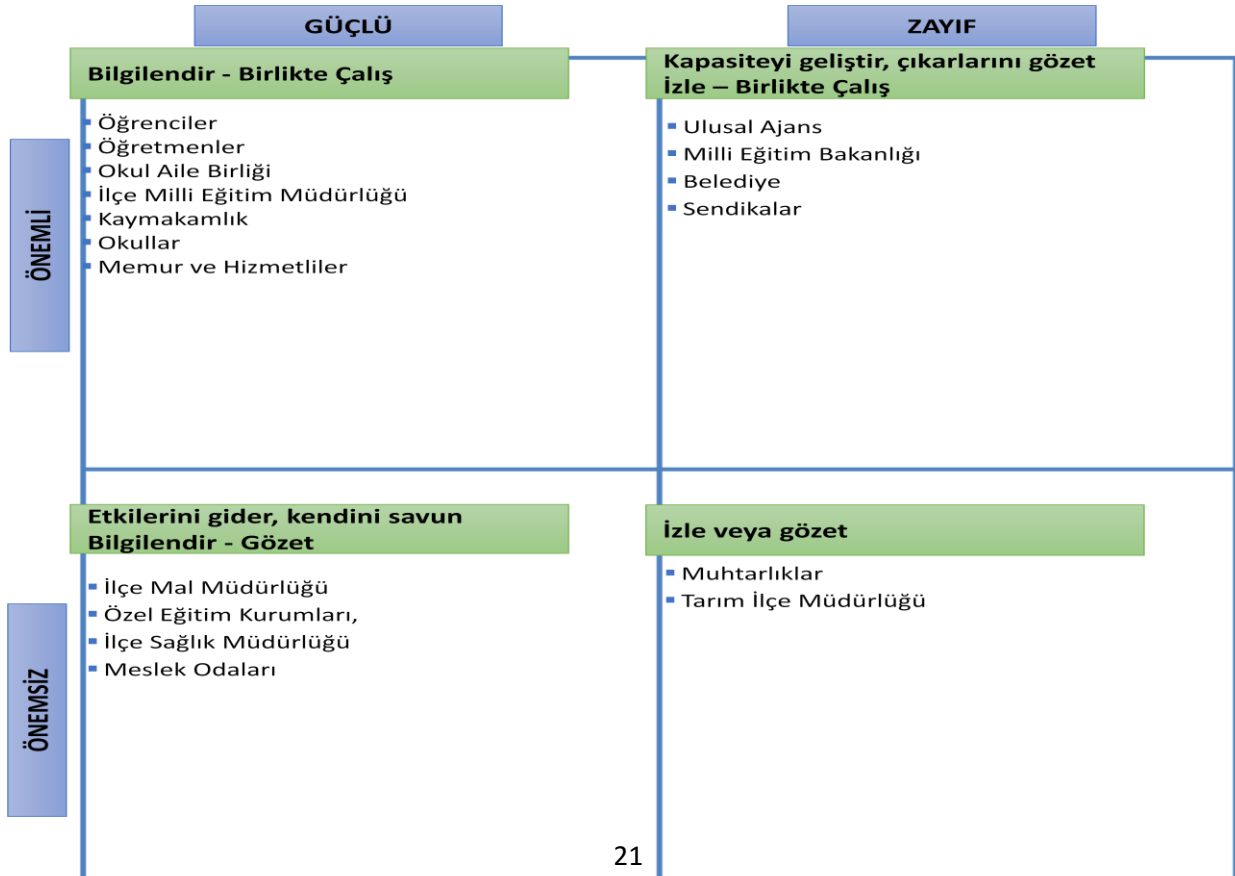 GÜÇLÜ
ZAYIF
ÖNEMLİ
Bilgilendir - Birlikte Çalış
Öğrenciler
Öğretmenler
Okul Aile Birliği
İlçe Milli Eğitim Müdürlüğü
Kaymakamlık
Okullar
Memur ve Hizmetliler
Kapasiteyi geliştir, çıkarlarını gözet
İzle – Birlikte Çalış
Ulusal Ajans
Milli Eğitim Bakanlığı
Belediye
Sendikalar
ÖNEMSİZ
Etkilerini gider, kendini savun
Bilgilendir - Gözet
İlçe Mal Müdürlüğü
Özel Eğitim Kurumları,
İlçe Sağlık Müdürlüğü
Meslek Odaları
İzle veya gözet
Muhtarlıklar
Tarım İlçe Müdürlüğü
21